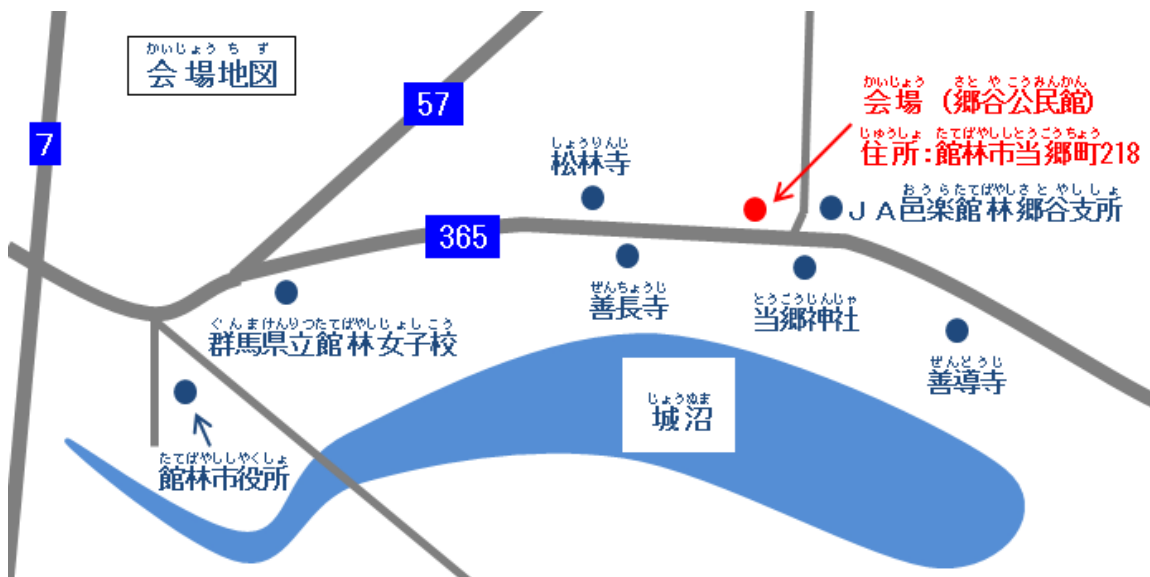 かいじょうちず
会場地図
7
57
365
かいじょう さとやこうみんかん
会場 (郷谷公民館)
じゅうしょ たてばやししとうごうちょう
住所:館林市当郷町218
しょうりんじ
松林寺
おうらたてばやしさとやししょ
JA邑楽館林郷谷支所
ぜんちょうじ
善長寺
とうごうじんじゃ
当郷神社
ぐんまけんりつたてばやしじょしこう
群馬県立館林女子校
ぜんどうじ
善導寺
じょうぬま
城沼
たてばやししやくしょ
館林市役所